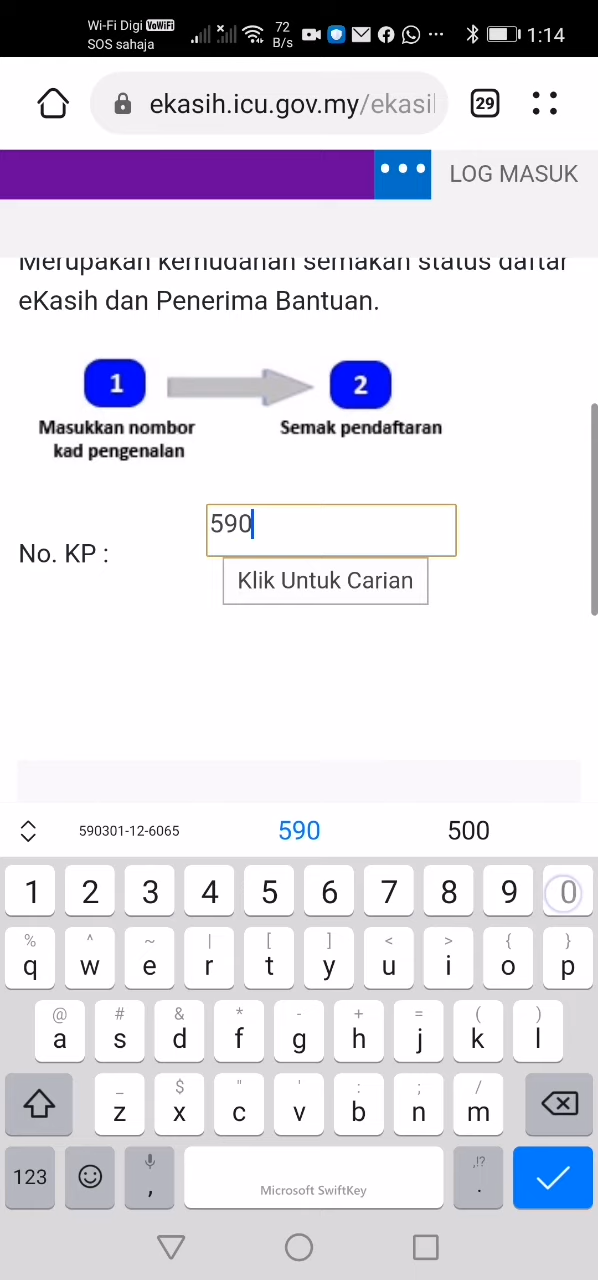 Wi-Fi Digi VoWiFi
SOS sahaja
72
B/s
1:14
ekasih.icu.gov.my/ekasi
29
LOG MASUK
Merupakan kemudahan semakan status daftar
eKasih dan Penerima Bantuan.
1
2
Masukkan nombor
kad pengenalan
Semak pendaftaran
590
No. KP :
Klik Untuk Carian
590301-12-6065
590
500
1 2 3 4 5 6 7 8 9 0
% ^ ~ | [ ] < > { }
q w e r t y u i o p
@ # & * - + = ( )
a s d f g h j k l
_ $ " ' : ; /
z x c v b n m
,!?
123 , Microsoft SwiftKey .